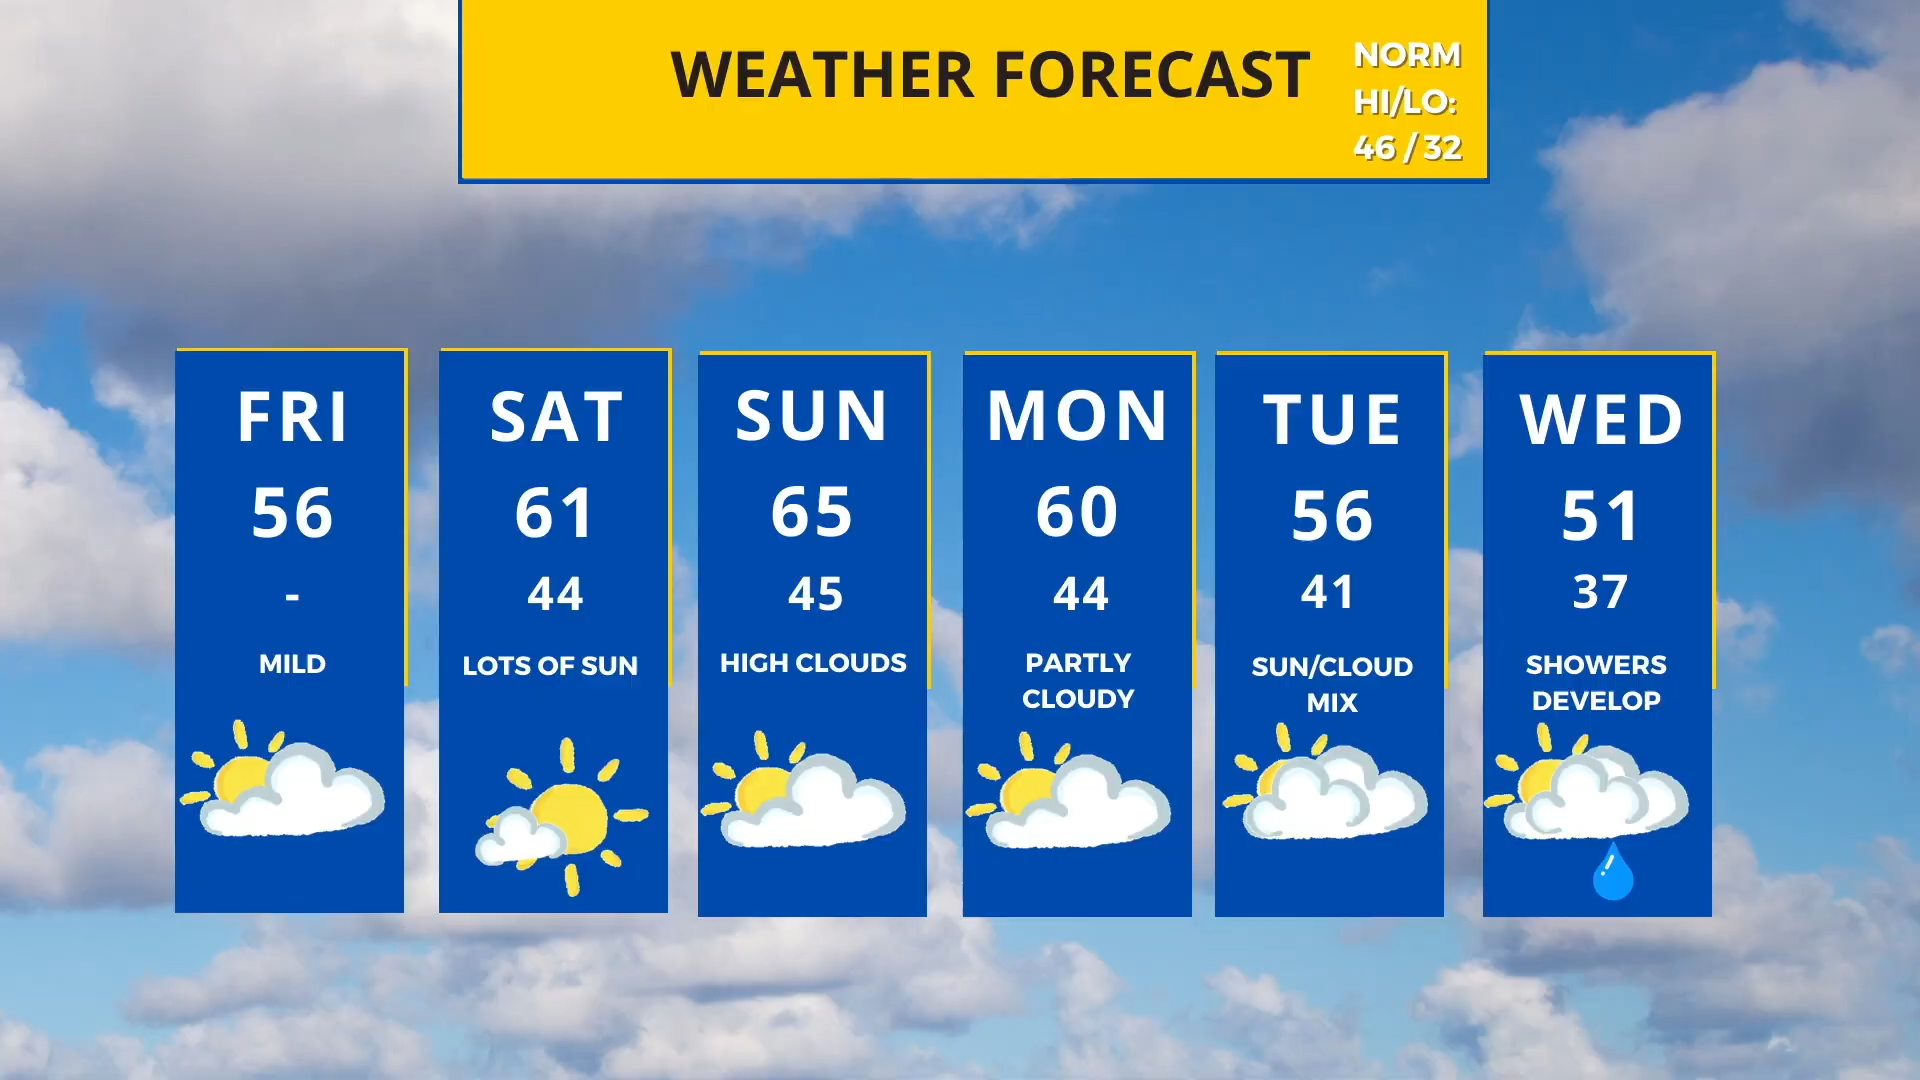 WEATHER FORECAST
NORM
HI/LO:
46 / 32
FRI
56
-
MILD
SAT
61
44
LOTS OF SUN
SUN
65
45
HIGH CLOUDS
MON
60
44
PARTLY
CLOUDY
TUE
56
41
SUN/CLOUD
MIX
WED
51
37
SHOWERS
DEVELOP